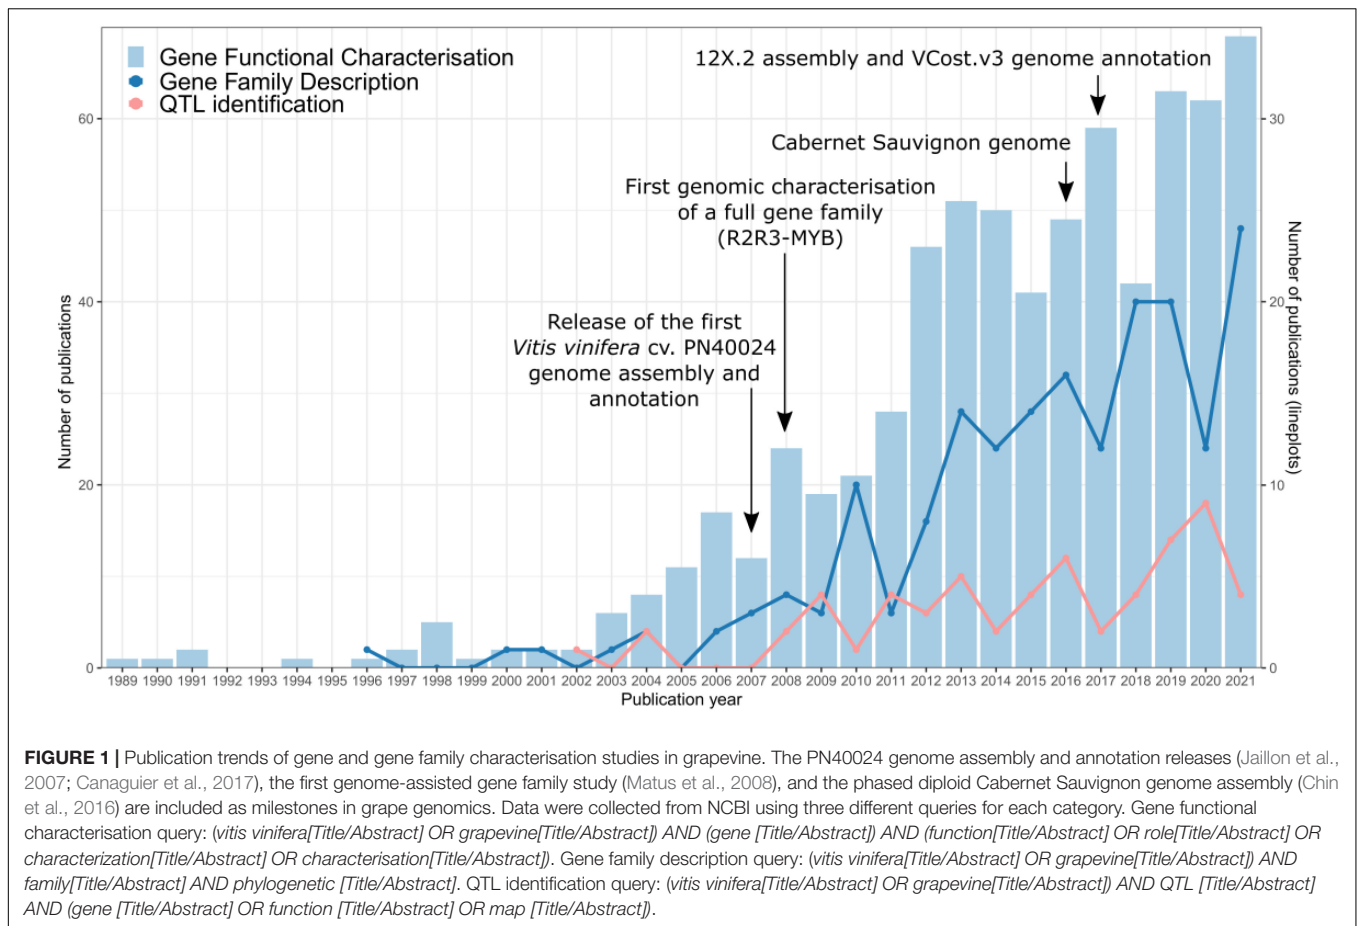 Gene Functional Characterisation
Gene Family Description
QTL identification
12X.2 assembly and VCost.v3 genome annotation
Cabernet Sauvignon genome
First genomic characterisation
of a full gene family
(R2R3-MYB)
Release of the first
Vitis vinifera cv. PN40024
genome assembly and
annotation
Number of publications
60
40
20
0
Number of publications (lineplots)
30
20
10
0
1989 1990 1991 1992 1993 1994 1995 1996 1997 1998 1999 2000 2001 2002 2003 2004 2005 2006 2007 2008 2009 2010 2011 2012 2013 2014 2015 2016 2017 2018 2019 2020 2021
Publication year
FIGURE 1 | Publication trends of gene and gene family characterisation studies in grapevine. The PN40024 genome assembly and annotation releases (Jaillon et al.,
2007; Canaguier et al., 2017), the first genome-assisted gene family study (Matus et al., 2008), and the phased diploid Cabernet Sauvignon genome assembly (Chin
et al., 2016) are included as milestones in grape genomics. Data were collected from NCBI using three different queries for each category. Gene functional
characterisation query: (vitis vinifera[Title/Abstract] OR grapevine[Title/Abstract]) AND (gene [Title/Abstract]) AND (function[Title/Abstract] OR role[Title/Abstract] OR
characterization[Title/Abstract] OR characterisation[Title/Abstract]). Gene family description query: (vitis vinifera[Title/Abstract] OR grapevine[Title/Abstract]) AND
family[Title/Abstract] AND phylogenetic [Title/Abstract]. QTL identification query: (vitis vinifera[Title/Abstract] OR grapevine[Title/Abstract]) AND QTL [Title/Abstract]
AND (gene [Title/Abstract] OR function [Title/Abstract] OR map [Title/Abstract]).